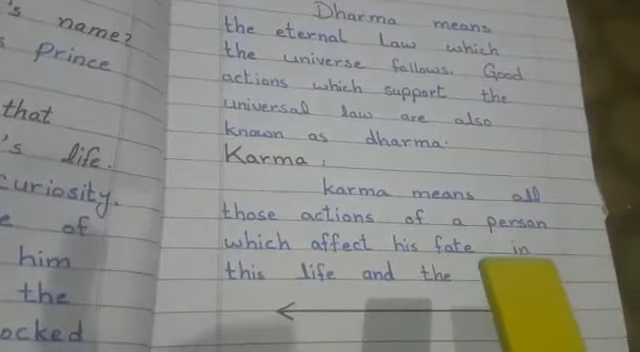 's name?
s Prince
that
's life.
curiosity.
e of
him
the
ocked
Dharma means
the eternal Law which
the universe follows. Good
actions which support the
universal law are also
known as dharma.
Karma :
karma means all
those actions of a person
which affect his fate in
this life and the